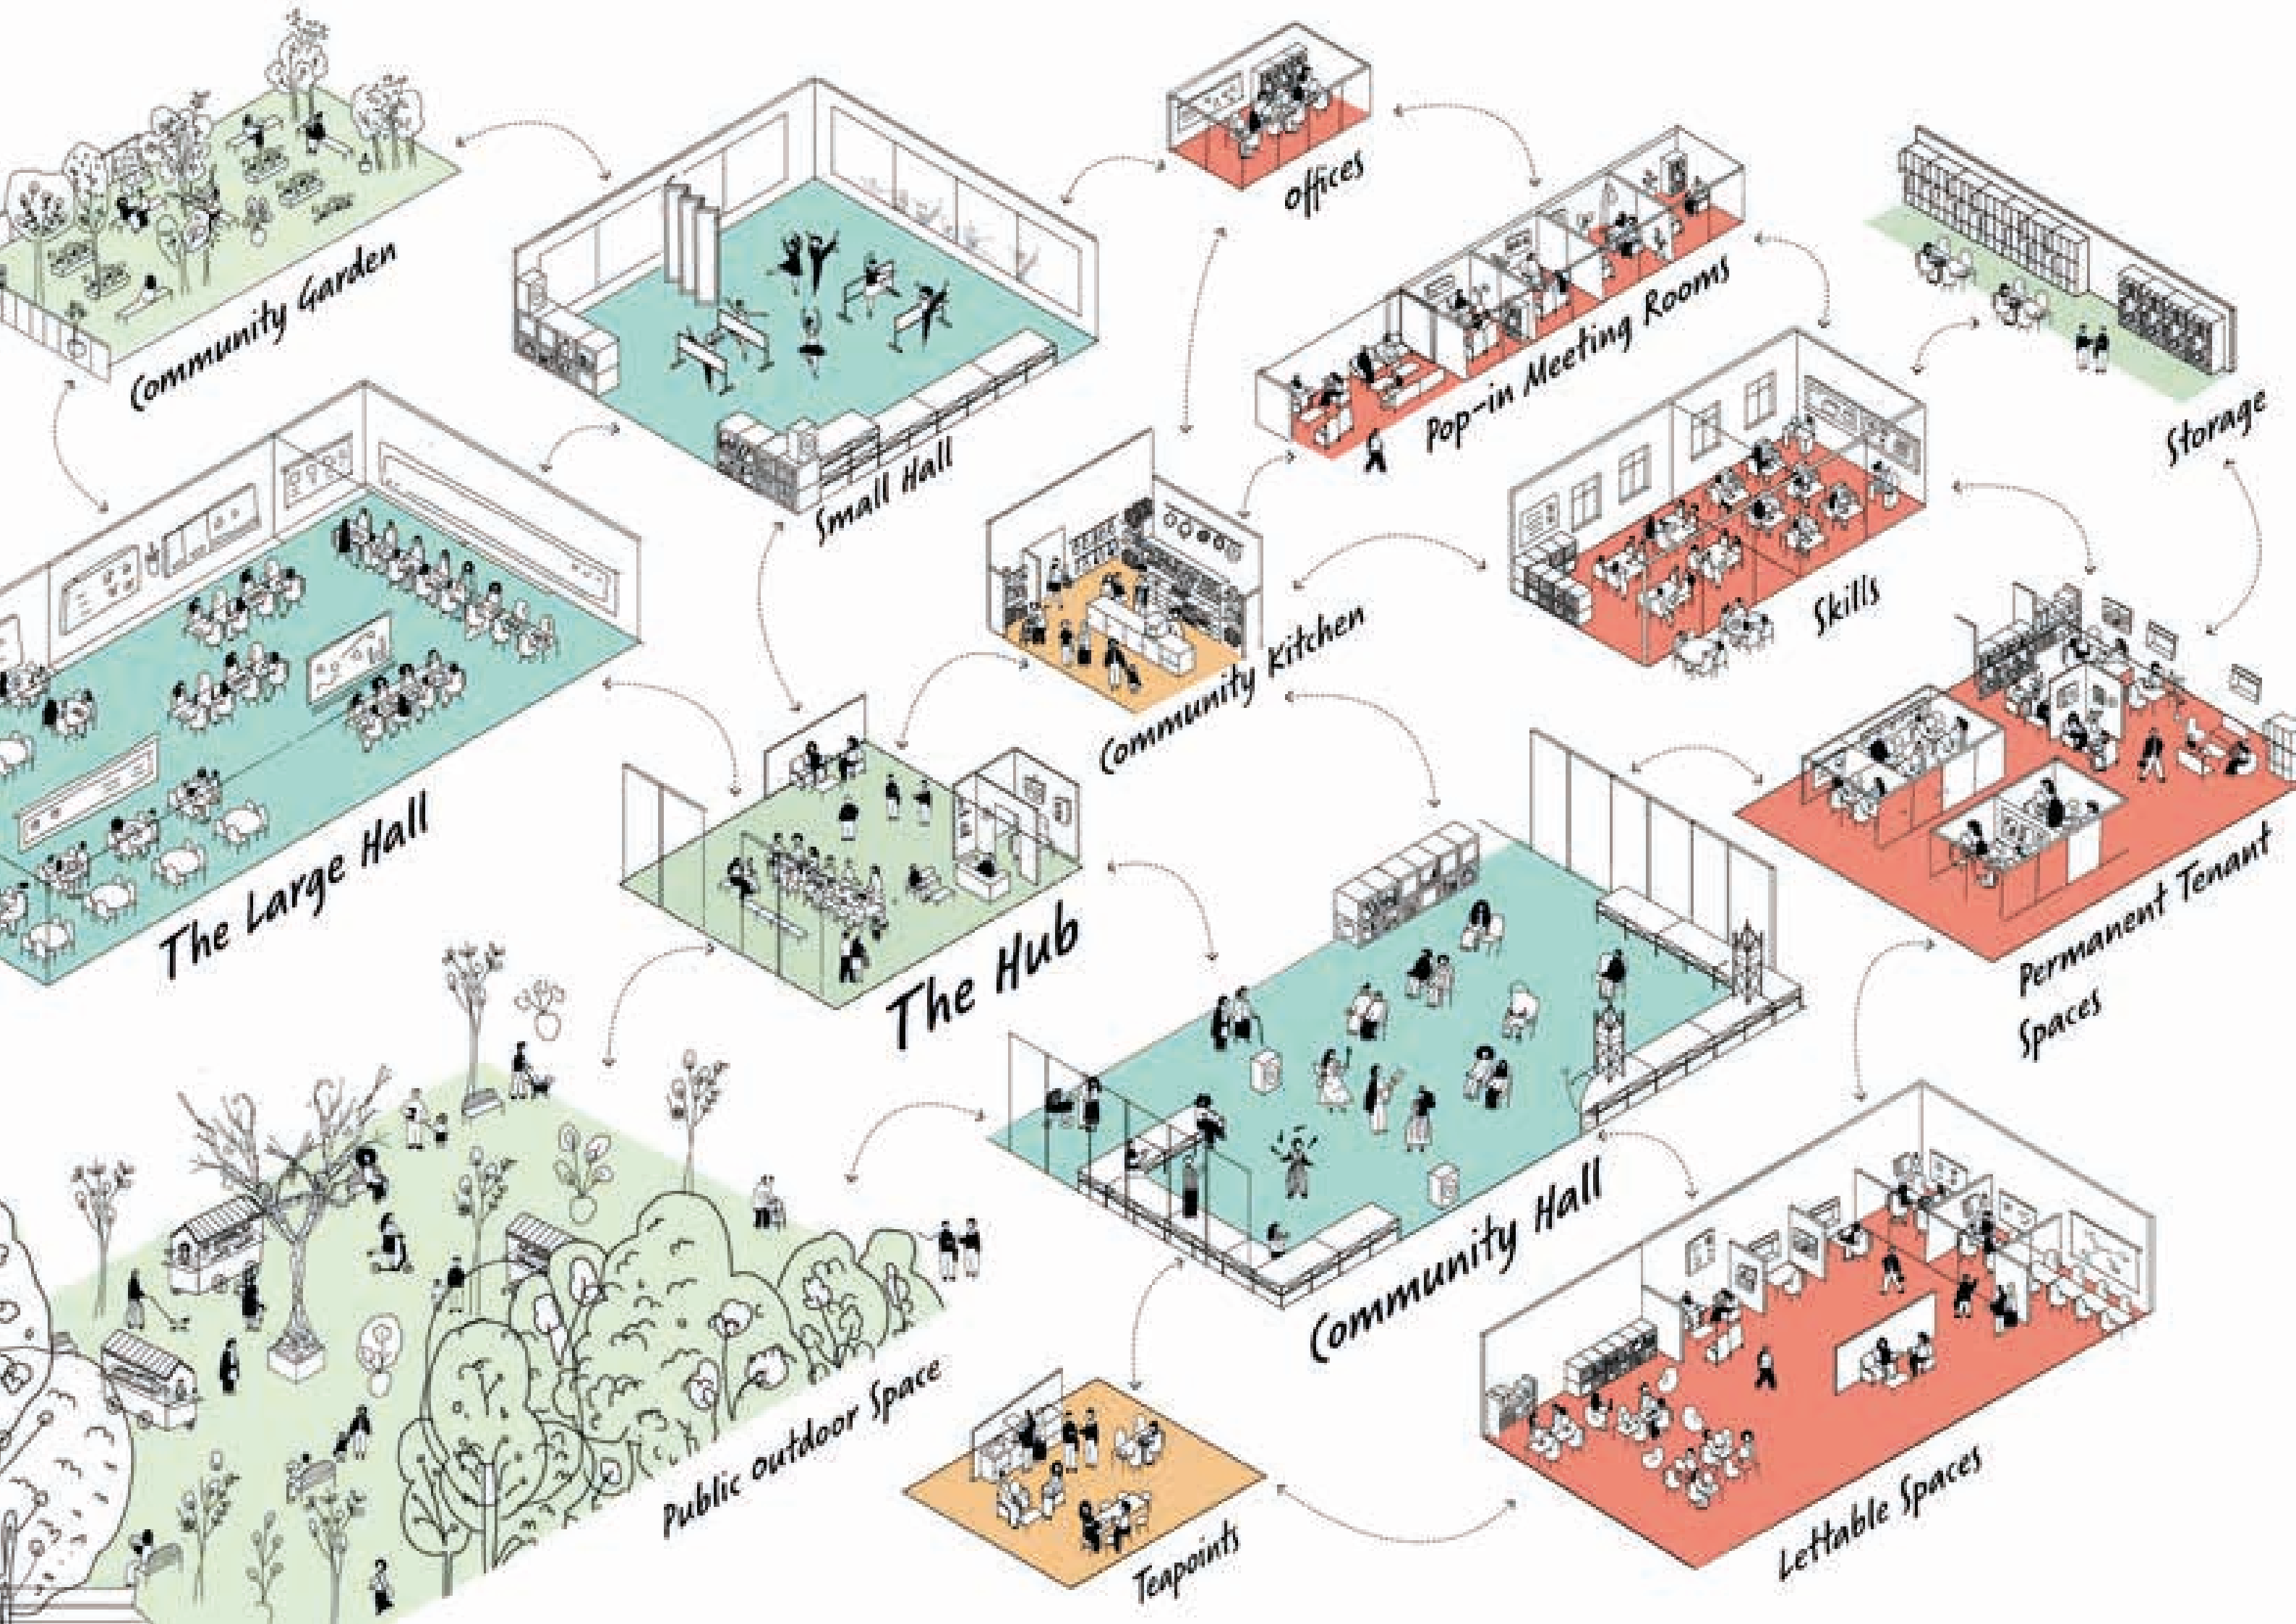 offices
Community Garden
Pop-in Meeting Rooms
Storage
Small Hall
Skills
Community Kitchen
The Large Hall
The Hub
Permanent Tenant
Spaces
Community Hall
Public outdoor Space
Lettable Spaces
Teapoints